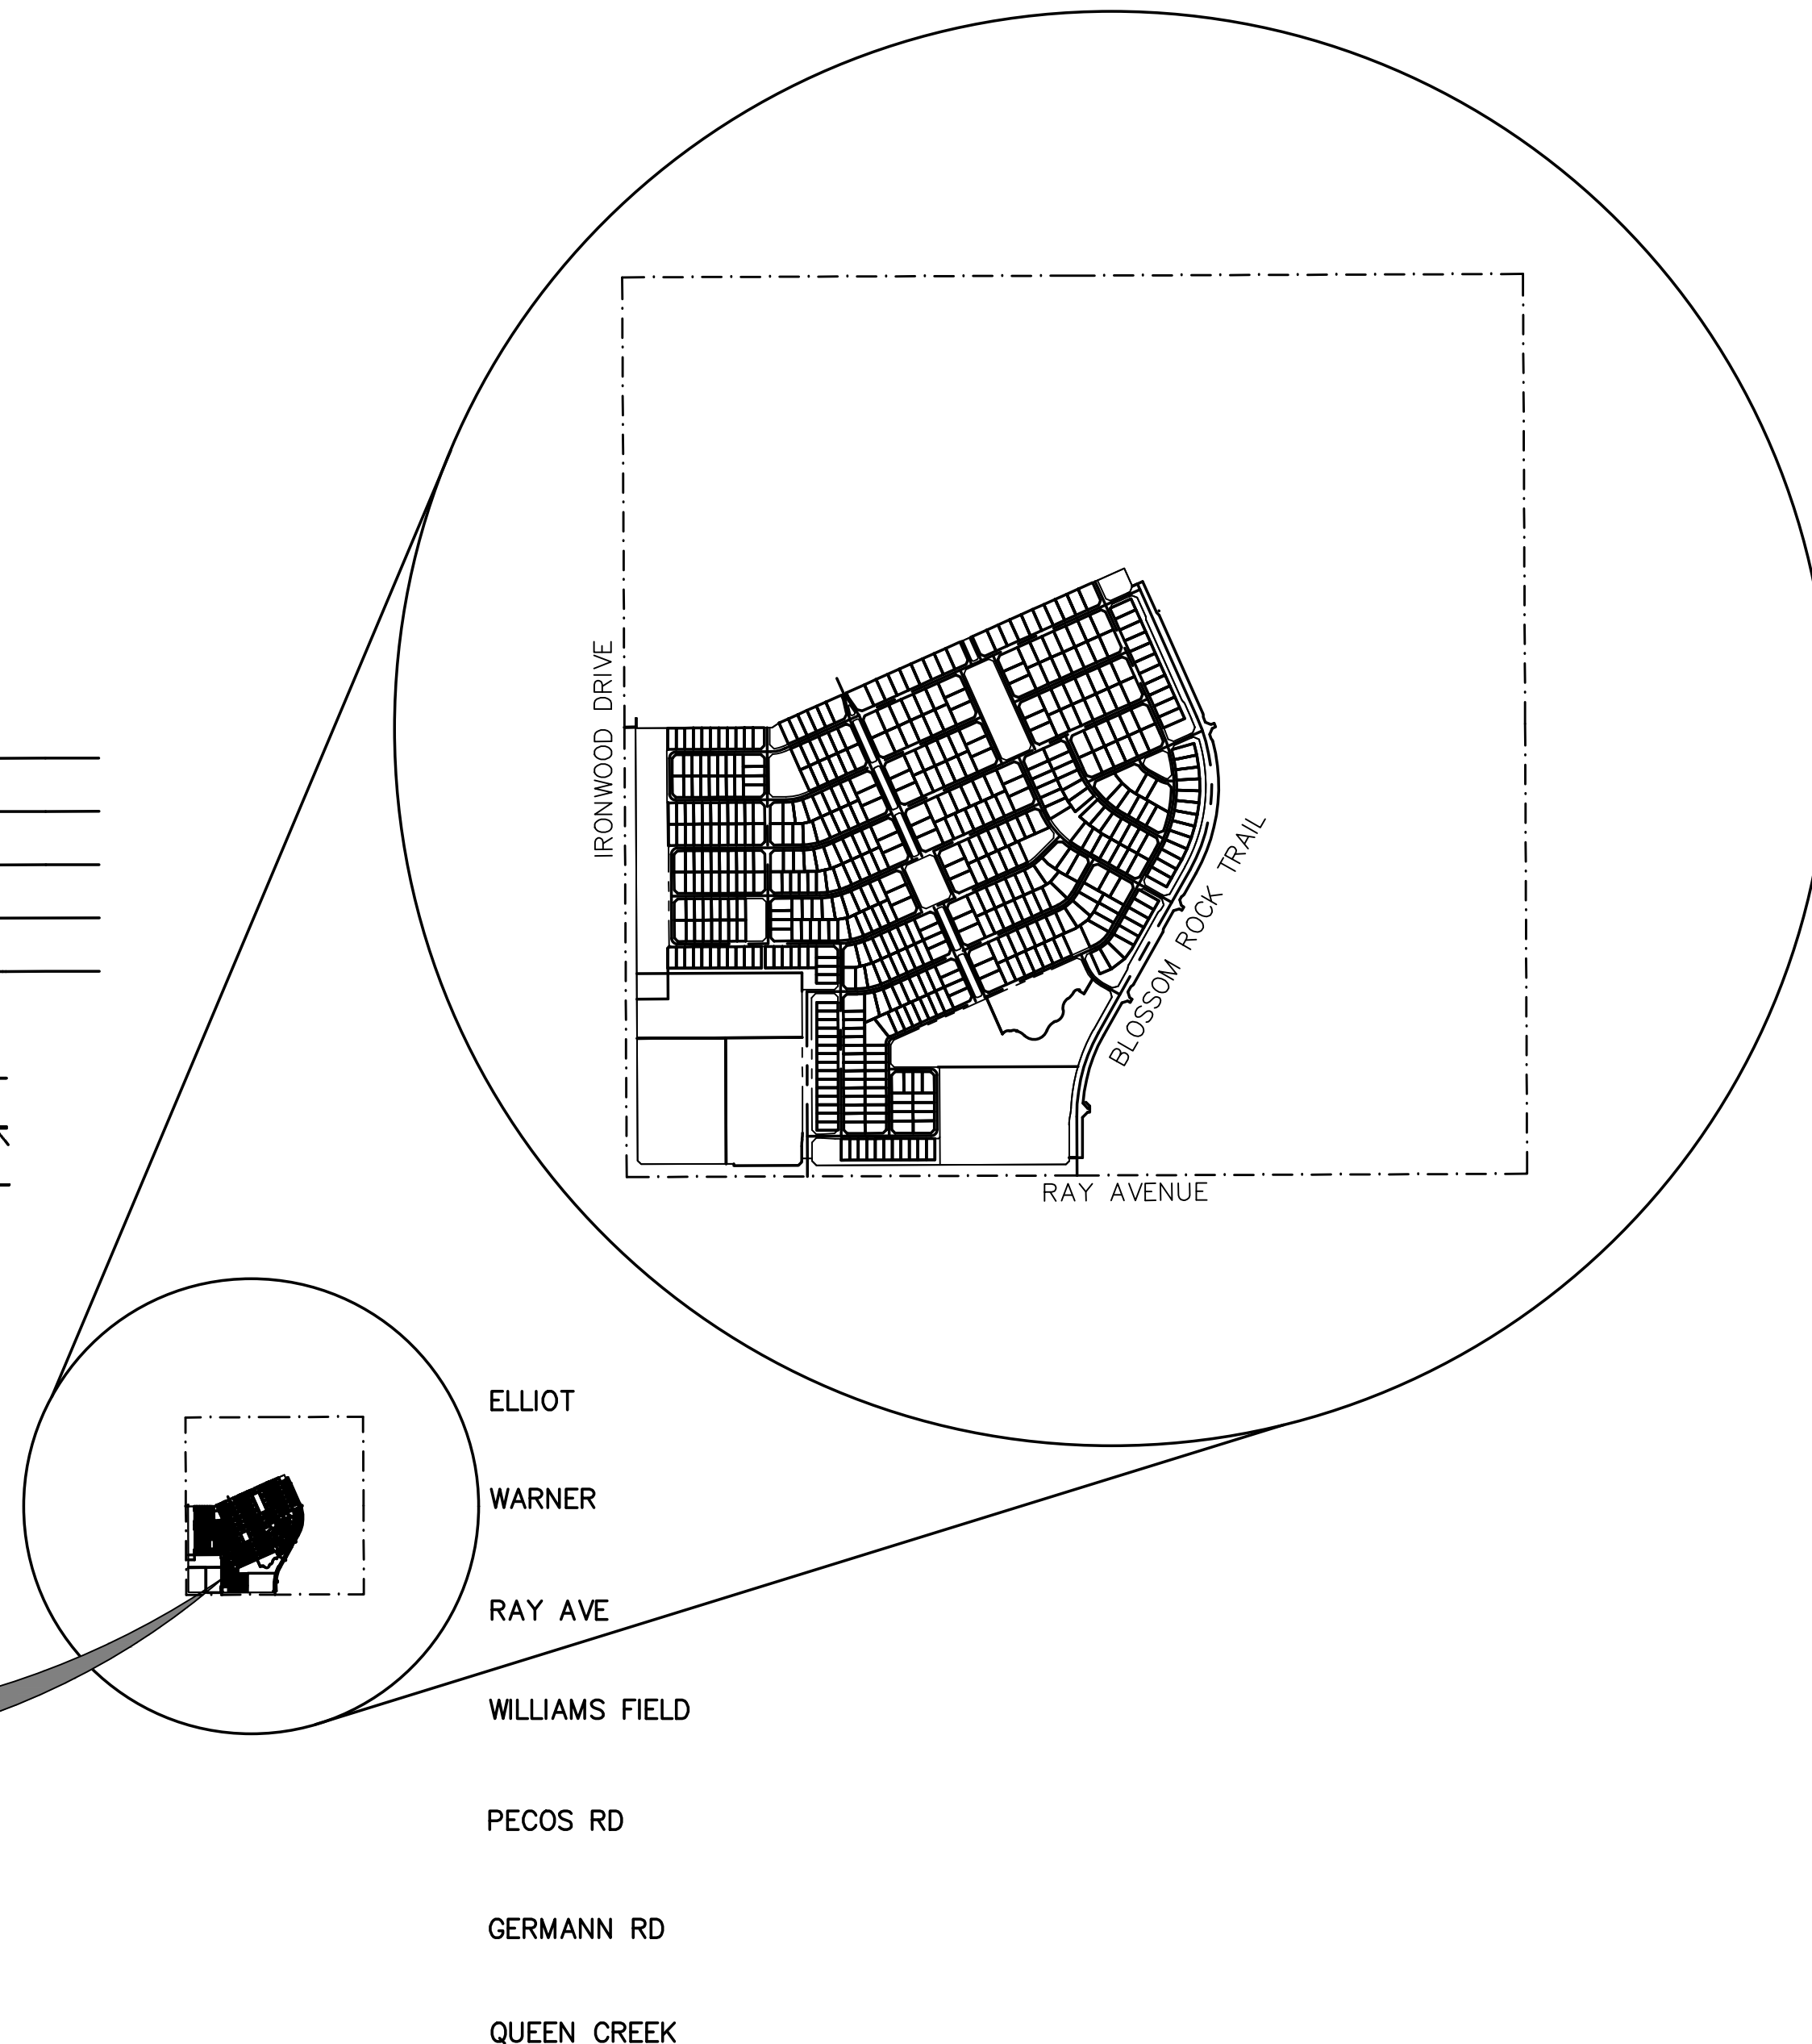 IRONWOOD DRIVE
BLOSSOM ROCK TRAIL
RAY AVENUE
ELLIOT
WARNER
RAY AVE
WILLIAMS FIELD
PECOS RD
GERMANN RD
QUEEN CREEK